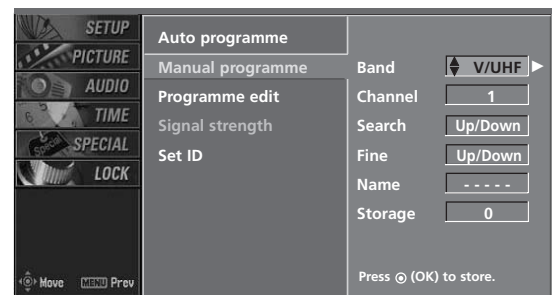 SETUP
PICTURE
AUDIO
TIME
SPECIAL
LOCK
Move MENU Prev
Auto programme
Manual programme
Programme edit
Signal strength
Set ID
Band V/UHF
Channel 1
Search Up/Down
Fine Up/Down
Name - - - - -
Storage 0
Press (OK) to store.